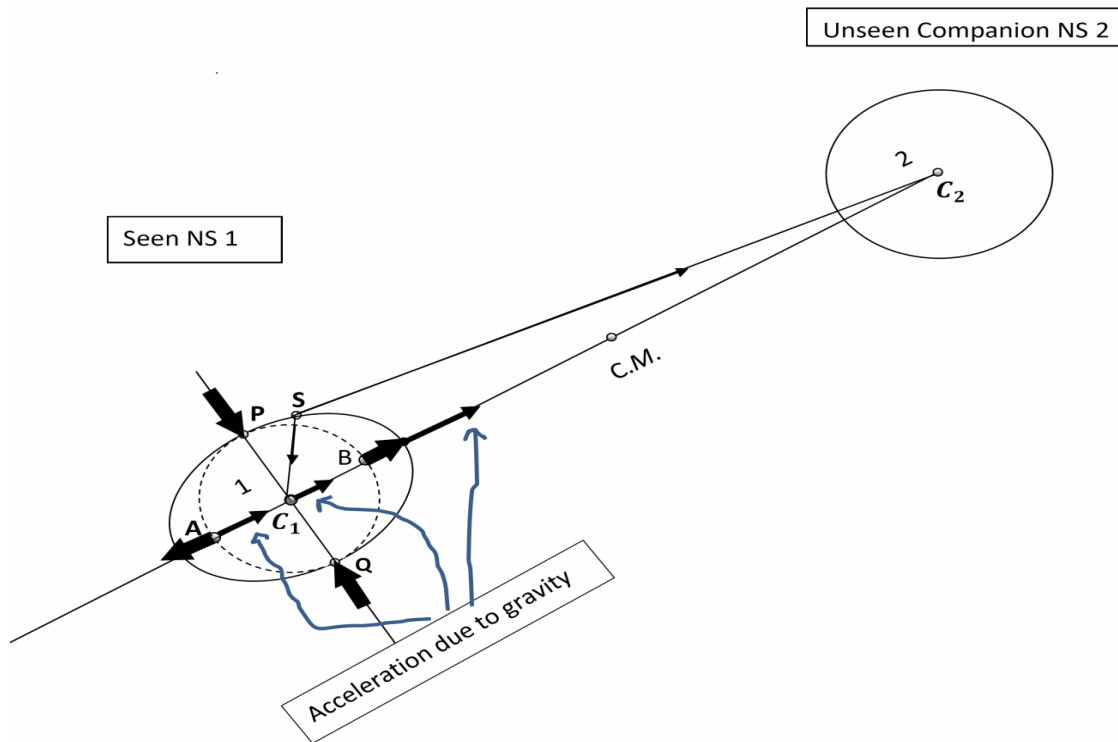 Unseen Companion NS 2
2
C₂
Seen NS 1
C.M.
S
P
B
1
C₁
A
Q
Acceleration due to gravity